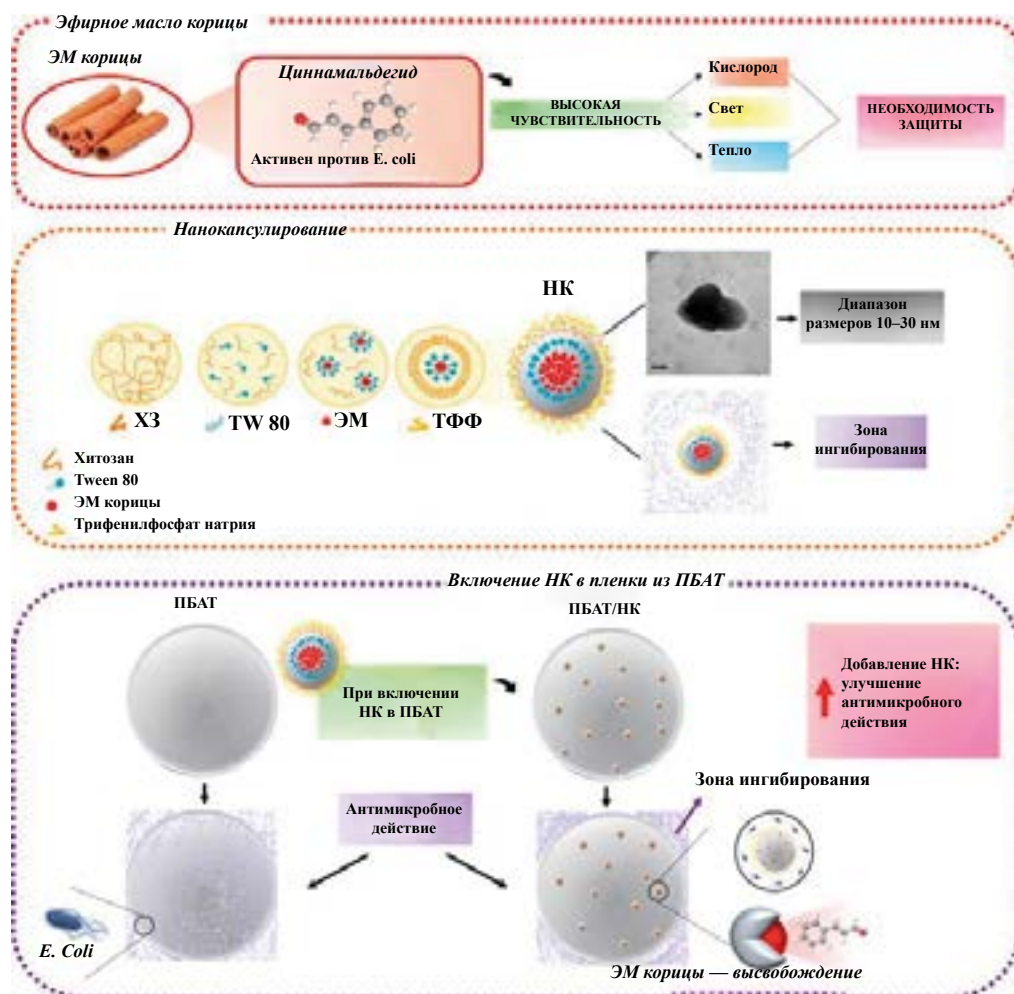 Эфирное масло корицы
ЭМ корицы
Циннамальдегид
Активен против E. coli
ВЫСОКАЯ
ЧУВСТВИТЕЛЬНОСТЬ
Кислород
Свет
Тепло
НЕОБХОДИМОСТЬ
ЗАЩИТЫ
Нанокапсулирование
НК
Диапазон
размеров 10–30 нм
ХЗ
TW 80
ЭМ
ТФФ
Зона
ингибирования
Хитозан
Tween 80
ЭМ корицы
Трифенилфосфат натрия
Включение НК в пленки из ПБАТ
ПБАТ
ПБАТ/НК
При включении
НК в ПБАТ
Добавление НК:
улучшение
антимикробного
действия
Зона ингибирования
Антимикробное
действие
E. Coli
ЭМ корицы — высвобождение